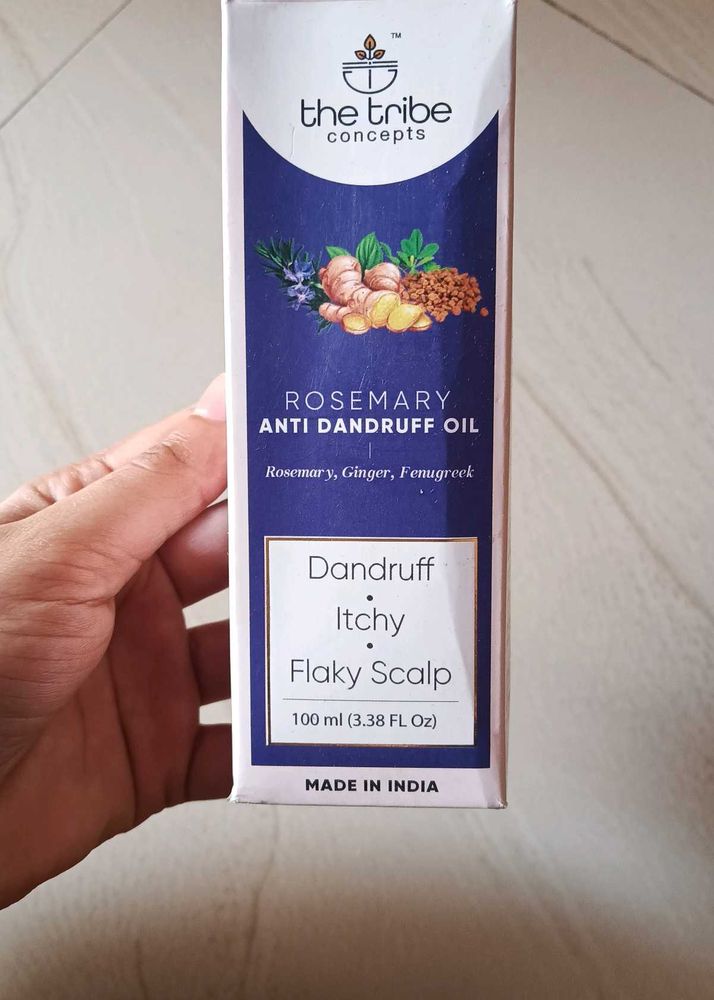 TM
the tribe
concepts
ROSEMARY
ANTI DANDRUFF OIL
Rosemary, Ginger, Fenugreek
Dandruff
•
Itchy
•
Flaky Scalp
100 ml (3.38 FL Oz)
MADE IN INDIA